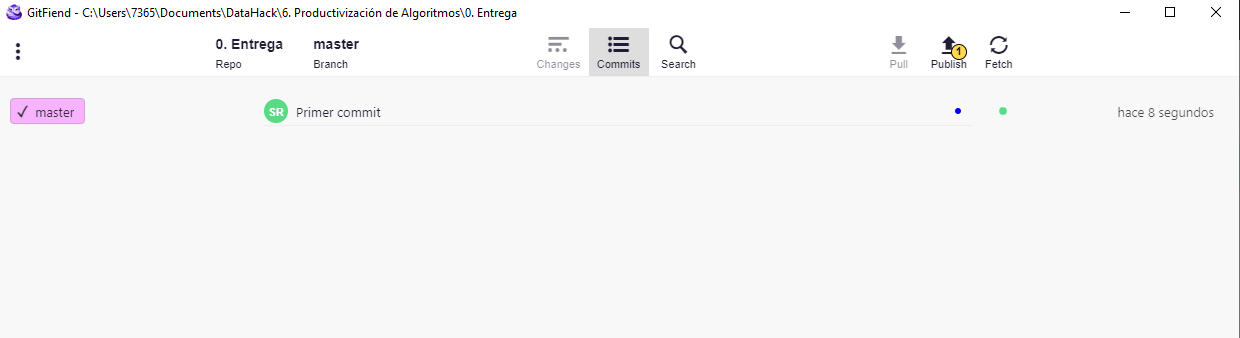 GitFiend - C:\Users\7365\Documents\DataHack\6. Productivización de Algoritmos\0. Entrega
0. Entrega master
Repo Branch Changes Commits Search Pull Publish 1 Fetch
✓ master SR Primer commit hace 8 segundos